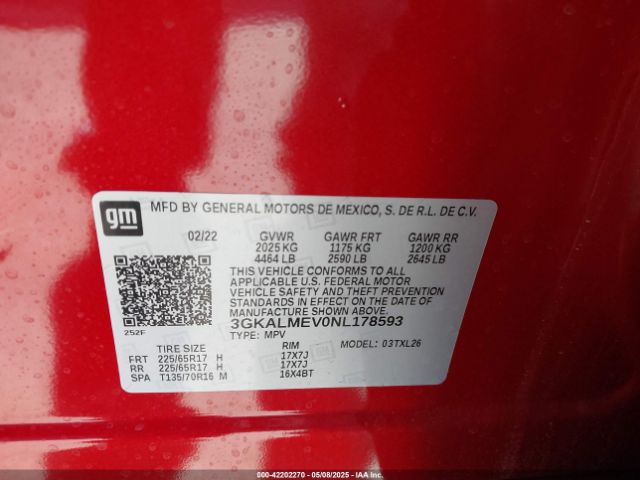 gm MFD BY GENERAL MOTORS DE MEXICO, S. DE R.L. DE C.V.
02/22 GVWR GAWR FRT GAWR RR
2025 KG 1175 KG 1200 KG
4464 LB 2590 LB 2645 LB
THIS VEHICLE CONFORMS TO ALL
APPLICABLE U.S. FEDERAL MOTOR
VEHICLE SAFETY AND THEFT PREVENTION
STANDARDS IN EFFECT ON THE DATE OF
MANUFACTURE SHOWN ABOVE.
3GKALMEV0NL178593
252F TYPE: MPV MODEL: 03TXL26
TIRE SIZE RIM
FRT 225/65R17 H 17X7J
RR 225/65R17 H 17X7J
SPA T135/70R16 M 16X4BT
000-42202270 - 05/08/2025 - IAAI.com